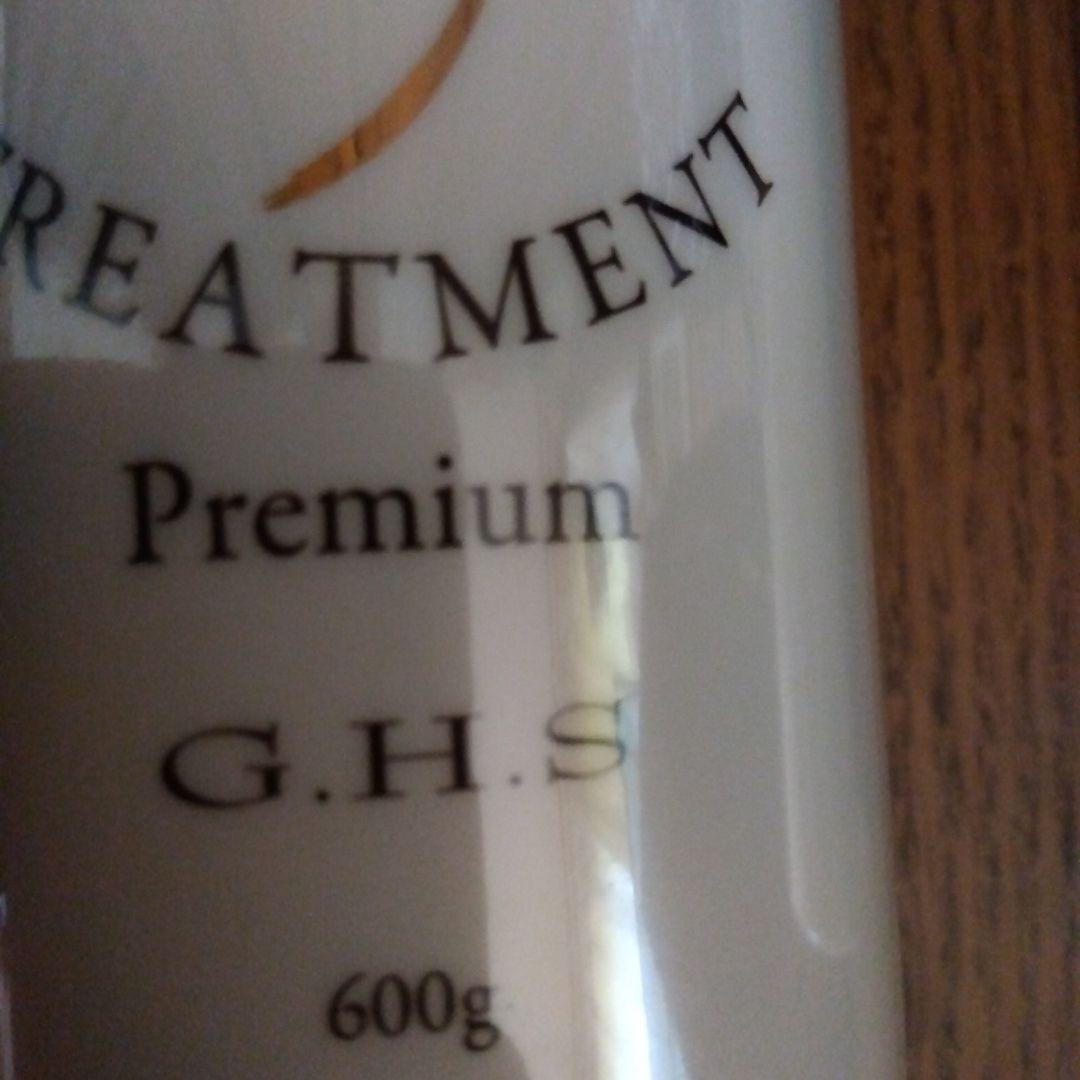 TREATMENT
Premium
G.H.S
600g